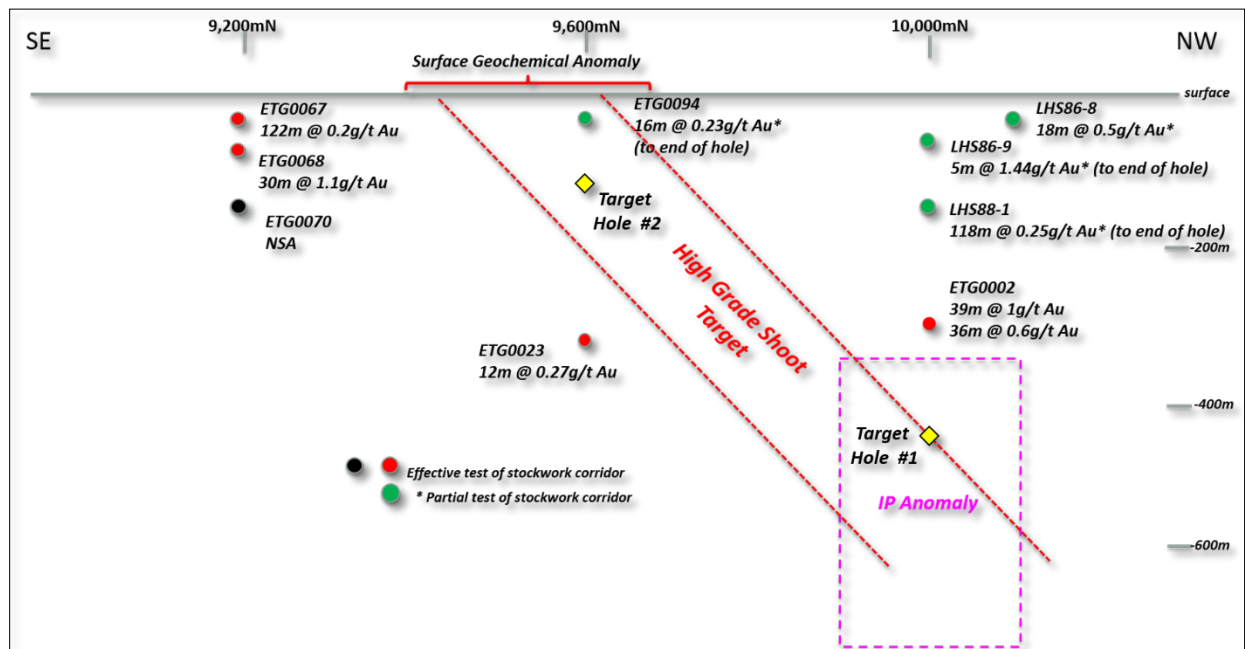 9,200mN
9,600mN
10,000mN
SE
NW
Surface Geochemical Anomaly
surface
ETG0067
122m @ 0.2g/t Au
ETG0068
30m @ 1.1g/t Au
ETG0070
NSA
ETG0094
16m @ 0.23g/t Au*
(to end of hole)
LHS86-8
18m @ 0.5g/t Au*
LHS86-9
5m @ 1.44g/t Au* (to end of hole)
LHS88-1
118m @ 0.25g/t Au* (to end of hole)
-200m
Target
Hole #2
High Grade Shoot
Target
ETG0002
39m @ 1g/t Au
36m @ 0.6g/t Au
ETG0023
12m @ 0.27g/t Au
-400m
Target
Hole #1
Effective test of stockwork corridor
* Partial test of stockwork corridor
IP Anomaly
-600m